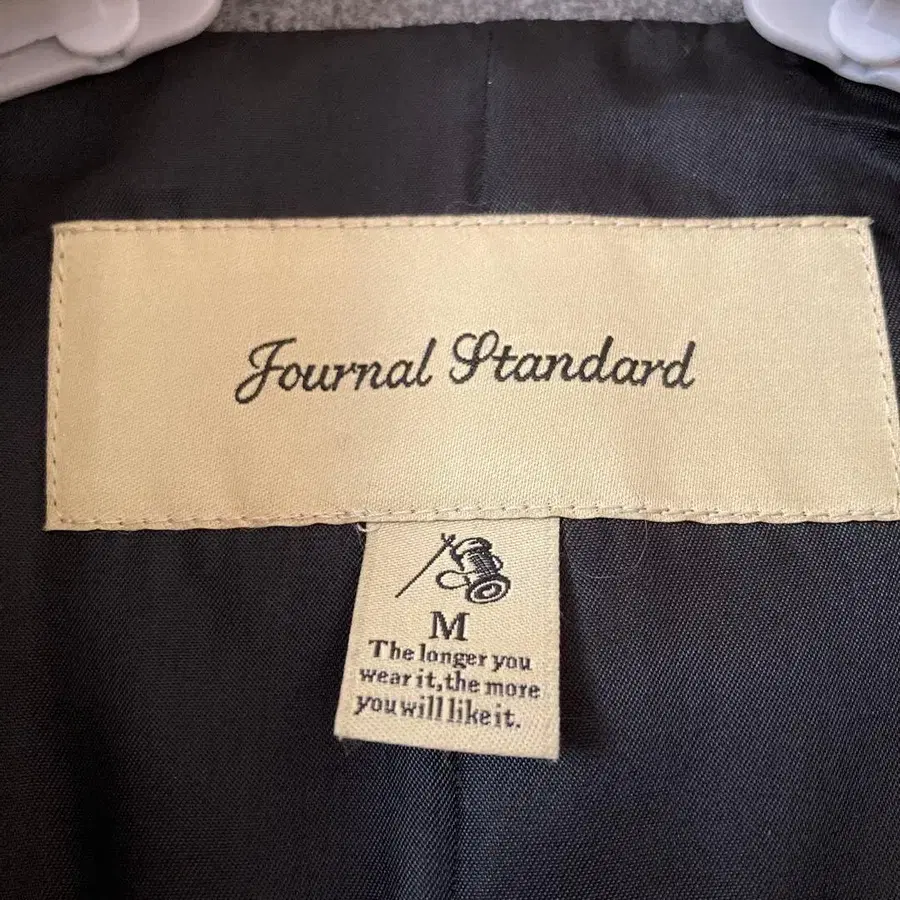 Journal Standard
M
The longer you
wear it,the more
you will like it.